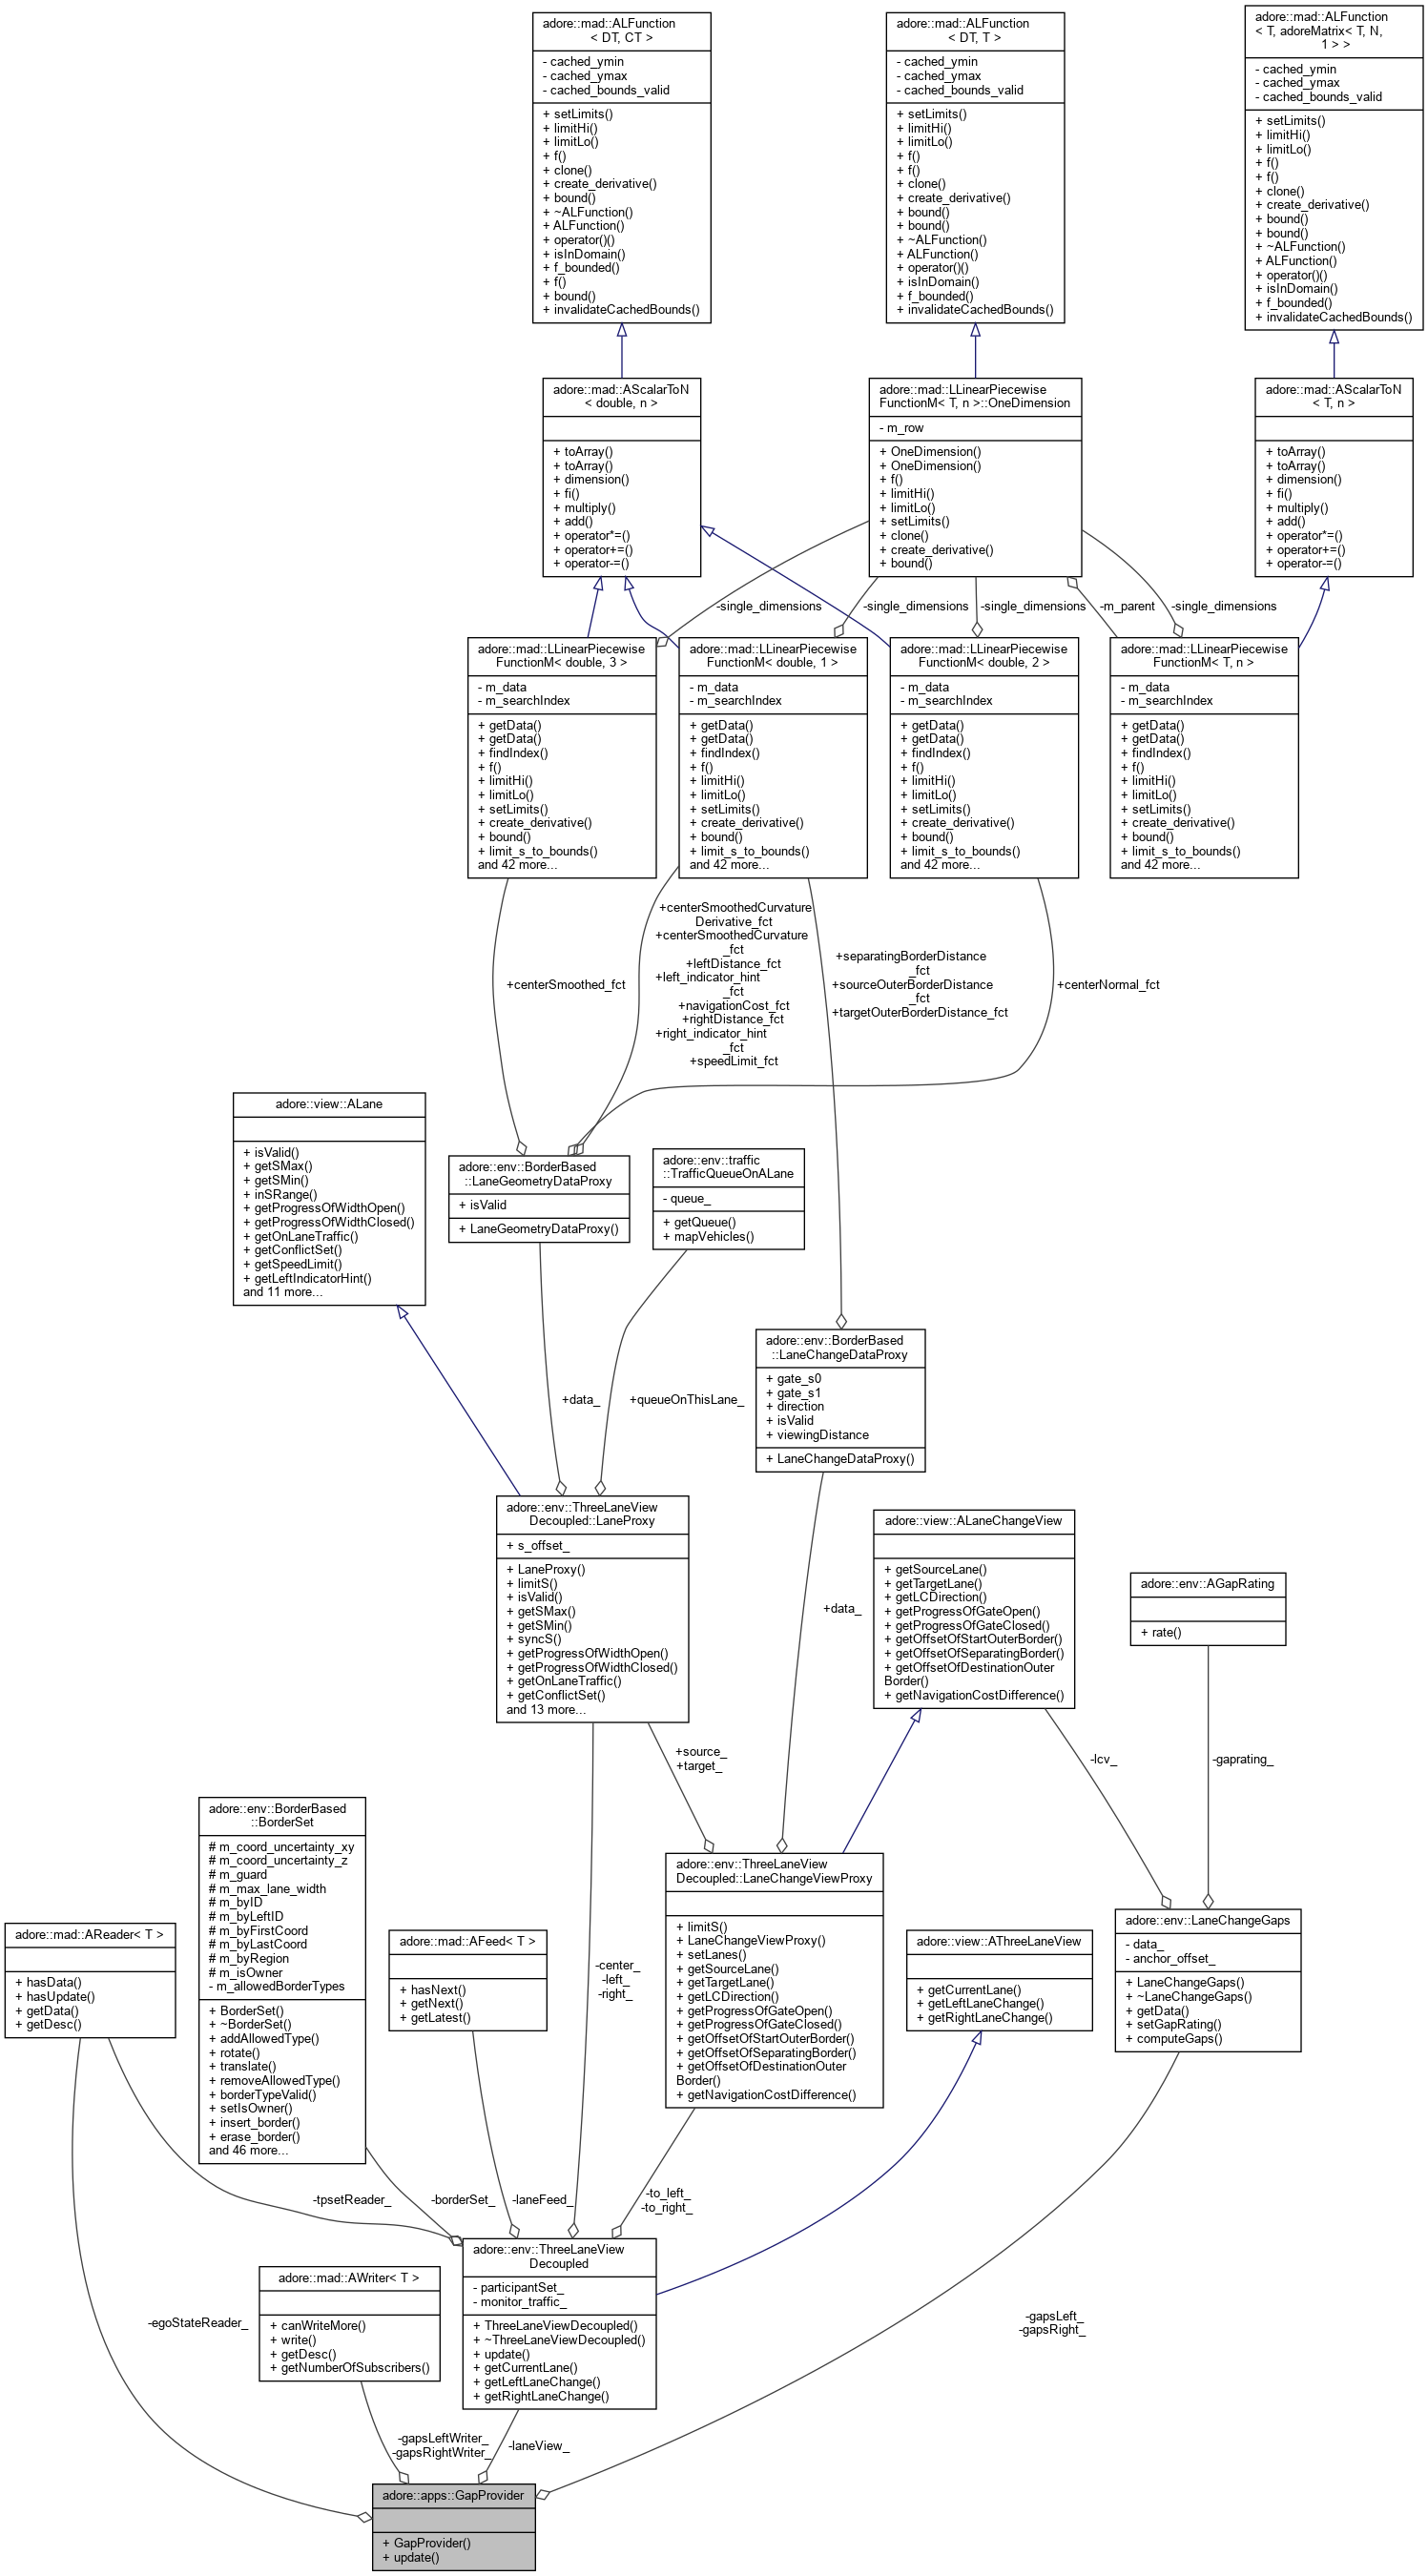 adore::mad::ALFunction
< DT, CT >
- cached_ymin
- cached_ymax
- cached_bounds_valid
+ setLimits()
+ limitHi()
+ limitLo()
+ f()
+ clone()
+ create_derivative()
+ bound()
+ ~ALFunction()
+ ALFunction()
+ operator()()
+ isInDomain()
+ f_bounded()
+ f()
+ bound()
+ invalidateCachedBounds()
adore::mad::ALFunction
< DT, T >
- cached_ymin
- cached_ymax
- cached_bounds_valid
+ setLimits()
+ limitHi()
+ limitLo()
+ f()
+ f()
+ clone()
+ create_derivative()
+ bound()
+ bound()
+ ~ALFunction()
+ ALFunction()
+ operator()()
+ isInDomain()
+ f_bounded()
+ invalidateCachedBounds()
adore::mad::ALFunction
< T, adoreMatrix< T, N,
1 > >
- cached_ymin
- cached_ymax
- cached_bounds_valid
+ setLimits()
+ limitHi()
+ limitLo()
+ f()
+ f()
+ clone()
+ create_derivative()
+ bound()
+ bound()
+ ~ALFunction()
+ ALFunction()
+ operator()()
+ isInDomain()
+ f_bounded()
+ invalidateCachedBounds()
adore::mad::AScalarToN
< double, n >
+ toArray()
+ toArray()
+ dimension()
+ fi()
+ multiply()
+ add()
+ operator*=()
+ operator+=()
+ operator-=()
adore::mad::LLinearPiecewise
FunctionM< T, n >::OneDimension
- m_row
+ OneDimension()
+ OneDimension()
+ f()
+ limitHi()
+ limitLo()
+ setLimits()
+ clone()
+ create_derivative()
+ bound()
adore::mad::AScalarToN
< T, n >
+ toArray()
+ toArray()
+ dimension()
+ fi()
+ multiply()
+ add()
+ operator*=()
+ operator+=()
+ operator-=()
-single_dimensions
-single_dimensions
-single_dimensions
-m_parent
-single_dimensions
adore::mad::LLinearPiecewise
FunctionM< double, 3 >
- m_data
- m_searchIndex
+ getData()
+ getData()
+ findIndex()
+ f()
+ limitHi()
+ limitLo()
+ setLimits()
+ create_derivative()
+ bound()
+ limit_s_to_bounds()
and 42 more...
adore::mad::LLinearPiecewise
FunctionM< double, 1 >
- m_data
- m_searchIndex
+ getData()
+ getData()
+ findIndex()
+ f()
+ limitHi()
+ limitLo()
+ setLimits()
+ create_derivative()
+ bound()
+ limit_s_to_bounds()
and 42 more...
adore::mad::LLinearPiecewise
FunctionM< double, 2 >
- m_data
- m_searchIndex
+ getData()
+ getData()
+ findIndex()
+ f()
+ limitHi()
+ limitLo()
+ setLimits()
+ create_derivative()
+ bound()
+ limit_s_to_bounds()
and 42 more...
adore::mad::LLinearPiecewise
FunctionM< T, n >
- m_data
- m_searchIndex
+ getData()
+ getData()
+ findIndex()
+ f()
+ limitHi()
+ limitLo()
+ setLimits()
+ create_derivative()
+ bound()
+ limit_s_to_bounds()
and 42 more...
+centerSmoothed_fct
+centerSmoothedCurvature
Derivative_fct
+centerSmoothedCurvature
_fct
+leftDistance_fct
+left_indicator_hint
_fct
+navigationCost_fct
+rightDistance_fct
+right_indicator_hint
_fct
+speedLimit_fct
+separatingBorderDistance
_fct
+sourceOuterBorderDistance
_fct
+targetOuterBorderDistance_fct
+centerNormal_fct
adore::view::ALane
+ isValid()
+ getSMax()
+ getSMin()
+ inSRange()
+ getProgressOfWidthOpen()
+ getProgressOfWidthClosed()
+ getOnLaneTraffic()
+ getConflictSet()
+ getSpeedLimit()
+ getLeftIndicatorHint()
and 11 more...
adore::env::BorderBased
::LaneGeometryDataProxy
+ isValid
+ LaneGeometryDataProxy()
adore::env::traffic
::TrafficQueueOnALane
- queue_
+ getQueue()
+ mapVehicles()
adore::env::BorderBased
::LaneChangeDataProxy
+ gate_s0
+ gate_s1
+ direction
+ isValid
+ viewingDistance
+ LaneChangeDataProxy()
+data_
+queueOnThisLane_
adore::env::ThreeLaneView
Decoupled::LaneProxy
+ s_offset_
+ LaneProxy()
+ limitS()
+ isValid()
+ getSMax()
+ getSMin()
+ syncS()
+ getProgressOfWidthOpen()
+ getProgressOfWidthClosed()
+ getOnLaneTraffic()
+ getConflictSet()
and 13 more...
+data_
adore::view::ALaneChangeView
+ getSourceLane()
+ getTargetLane()
+ getLCDirection()
+ getProgressOfGateOpen()
+ getProgressOfGateClosed()
+ getOffsetOfStartOuterBorder()
+ getOffsetOfSeparatingBorder()
+ getOffsetOfDestinationOuter
Border()
+ getNavigationCostDifference()
adore::env::AGapRating
+ rate()
+source_
+target_
-lcv_
-gaprating_
adore::env::BorderBased
::BorderSet
# m_coord_uncertainty_xy
# m_coord_uncertainty_z
# m_guard
# m_max_lane_width
# m_byID
# m_byLeftID
# m_byFirstCoord
# m_byLastCoord
# m_byRegion
# m_isOwner
- m_allowedBorderTypes
+ BorderSet()
+ ~BorderSet()
+ addAllowedType()
+ rotate()
+ translate()
+ removeAllowedType()
+ borderTypeValid()
+ setIsOwner()
+ insert_border()
+ erase_border()
and 46 more...
adore::mad::AReader< T >
+ hasData()
+ hasUpdate()
+ getData()
+ getDesc()
adore::mad::AFeed< T >
+ hasNext()
+ getNext()
+ getLatest()
-center_
-left_
-right_
adore::env::ThreeLaneView
Decoupled::LaneChangeViewProxy
+ limitS()
+ LaneChangeViewProxy()
+ setLanes()
+ getSourceLane()
+ getTargetLane()
+ getLCDirection()
+ getProgressOfGateOpen()
+ getProgressOfGateClosed()
+ getOffsetOfStartOuterBorder()
+ getOffsetOfSeparatingBorder()
+ getOffsetOfDestinationOuter
Border()
+ getNavigationCostDifference()
adore::view::AThreeLaneView
+ getCurrentLane()
+ getLeftLaneChange()
+ getRightLaneChange()
adore::env::LaneChangeGaps
- data_
- anchor_offset_
+ LaneChangeGaps()
+ ~LaneChangeGaps()
+ getData()
+ setGapRating()
+ computeGaps()
-tpsetReader_
-borderSet_
-laneFeed_
-to_left_
-to_right_
adore::env::ThreeLaneView
Decoupled
- participantSet_
- monitor_traffic_
+ ThreeLaneViewDecoupled()
+ ~ThreeLaneViewDecoupled()
+ update()
+ getCurrentLane()
+ getLeftLaneChange()
+ getRightLaneChange()
adore::mad::AWriter< T >
+ canWriteMore()
+ write()
+ getDesc()
+ getNumberOfSubscribers()
-egoStateReader_
-gapsLeft_
-gapsRight_
-gapsLeftWriter_
-gapsRightWriter_
-laneView_
adore::apps::GapProvider
+ GapProvider()
+ update()